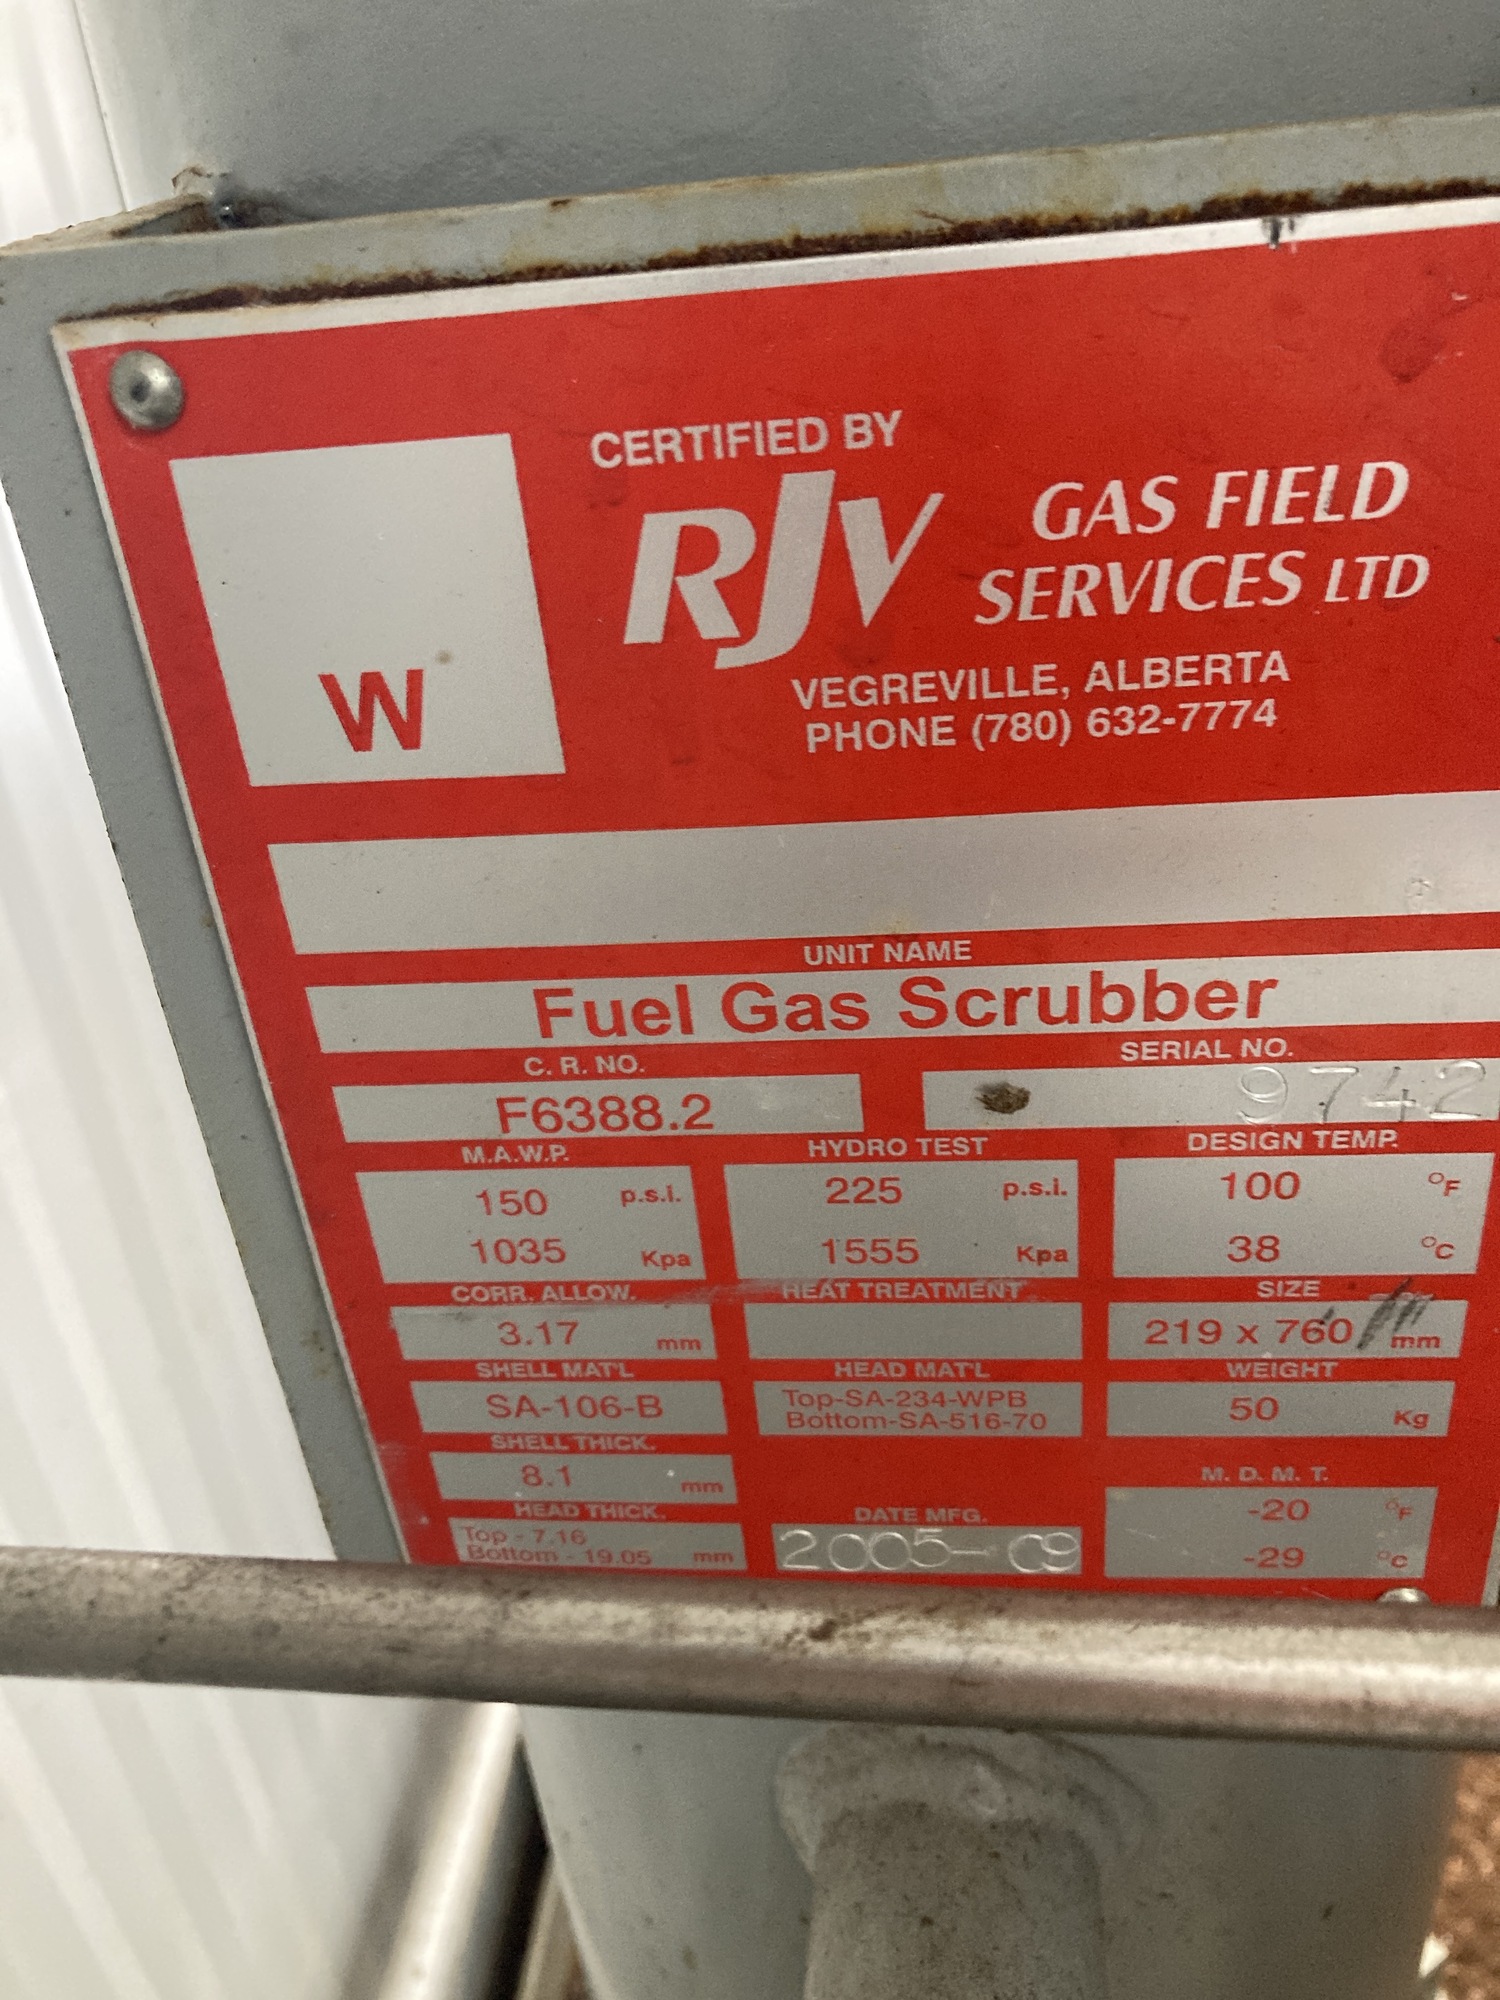 CERTIFIED BY
RJV GAS FIELD
SERVICES LTD
VEGREVILLE, ALBERTA
PHONE (780) 632-7774
W
UNIT NAME
Fuel Gas Scrubber
C. R. NO. SERIAL NO.
F6388.2 9742
M.A.W.P. HYDRO TEST DESIGN TEMP.
150 p.s.i. 225 p.s.i. 100 °F
1035 Kpa 1555 Kpa 38 °C
CORR. ALLOW. HEAT TREATMENT SIZE
3.17 mm 219 x 760 mm
SHELL MAT'L HEAD MAT'L WEIGHT
SA-106-B Top-SA-234-WPB 50 Kg
Bottom-SA-516-70
SHELL THICK. M. D. M. T.
8.1 mm -20 °F
HEAD THICK. DATE MFG.
Top - 7.16 2005-09 -29 °C
Bottom - 19.05 mm